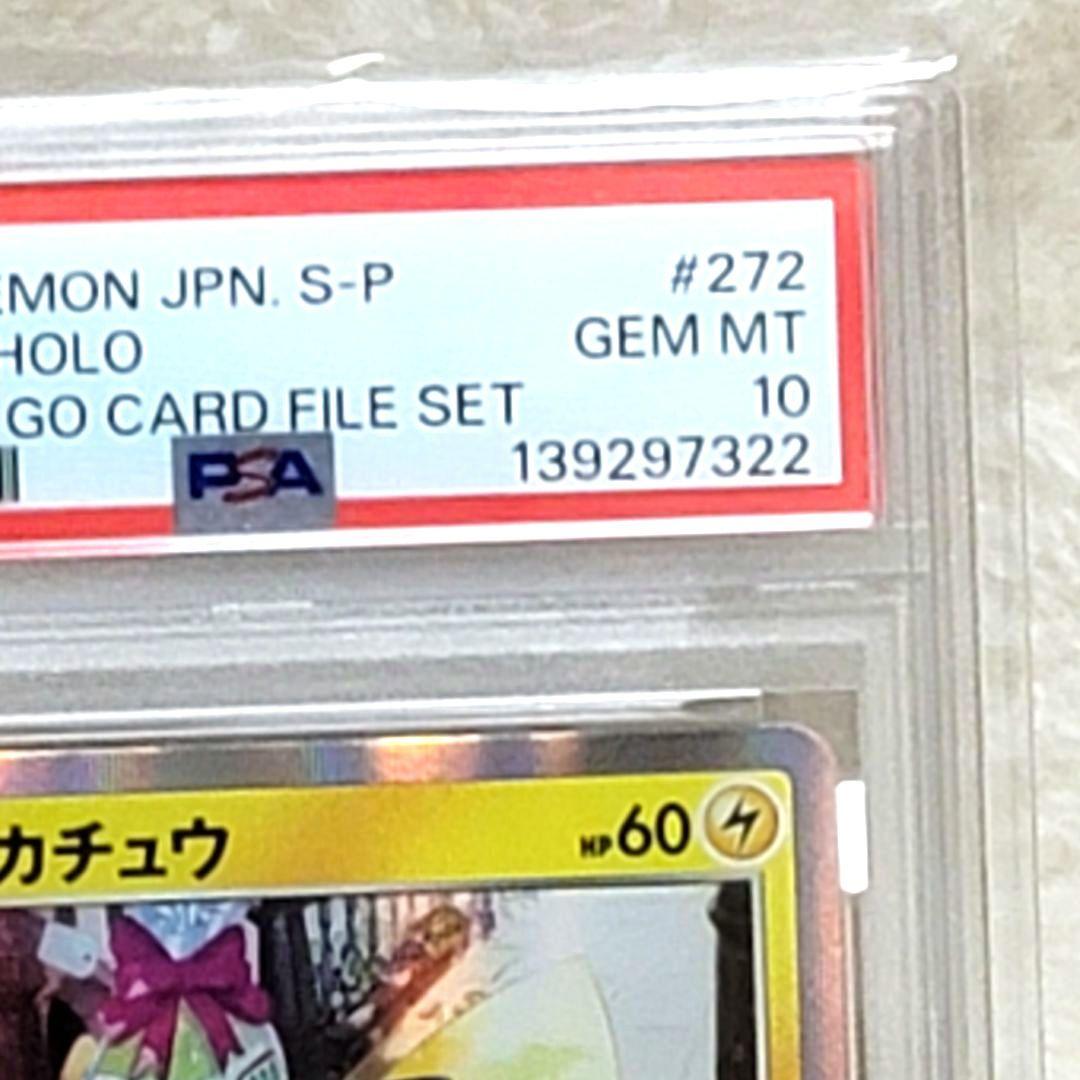 EMON JPN. S-P #272
HOLO GEM MT
GO CARD FILE SET 10
PSA 139297322
カチュウ HP60